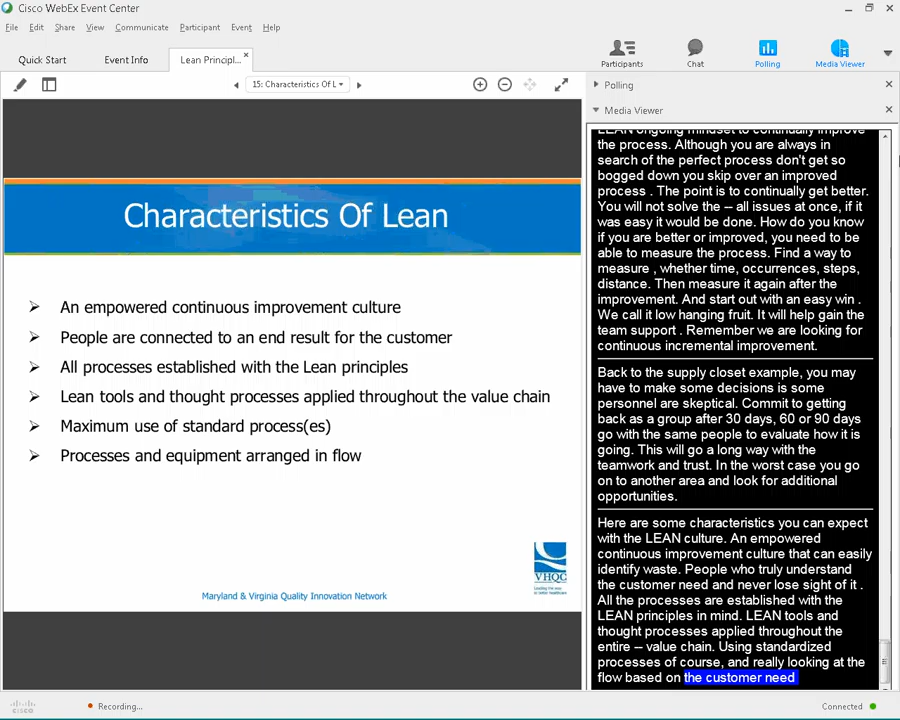 Cisco WebEx Event Center
File Edit Share View Communicate Participant Event Help
Quick Start Event Info Lean Principl...
Participants Chat Polling Media Viewer
15: Characteristics Of L
Polling
Media Viewer
Characteristics Of Lean
An empowered continuous improvement culture
People are connected to an end result for the customer
All processes established with the Lean principles
Lean tools and thought processes applied throughout the value chain
Maximum use of standard process(es)
Processes and equipment arranged in flow
VHQC
Maryland & Virginia Quality Innovation Network
LEAN ongoing mindset to continually improve
the process. Although you are always in
search of the perfect process don't get so
bogged down you skip over an improved
process . The point is to continually get better.
You will not solve the -- all issues at once, if it
was easy it would be done. How do you know
if you are better or improved, you need to be
able to measure the process. Find a way to
measure , whether time, occurrences, steps,
distance. Then measure it again after the
improvement. And start out with an easy win .
We call it low hanging fruit. It will help gain the
team support . Remember we are looking for
continuous incremental improvement.
Back to the supply closet example, you may
have to make some decisions is some
personnel are skeptical. Commit to getting
back as a group after 30 days, 60 or 90 days
go with the same people to evaluate how it is
going. This will go a long way with the
teamwork and trust. In the worst case you go
on to another area and look for additional
opportunities.
Here are some characteristics you can expect
with the LEAN culture. An empowered
continuous improvement culture that can easily
identify waste. People who truly understand
the customer need and never lose sight of it .
All the processes are established with the
LEAN principles in mind. LEAN tools and
thought processes applied throughout the
entire -- value chain. Using standardized
processes of course, and really looking at the
flow based on the customer need
cisco
Recording...
Connected